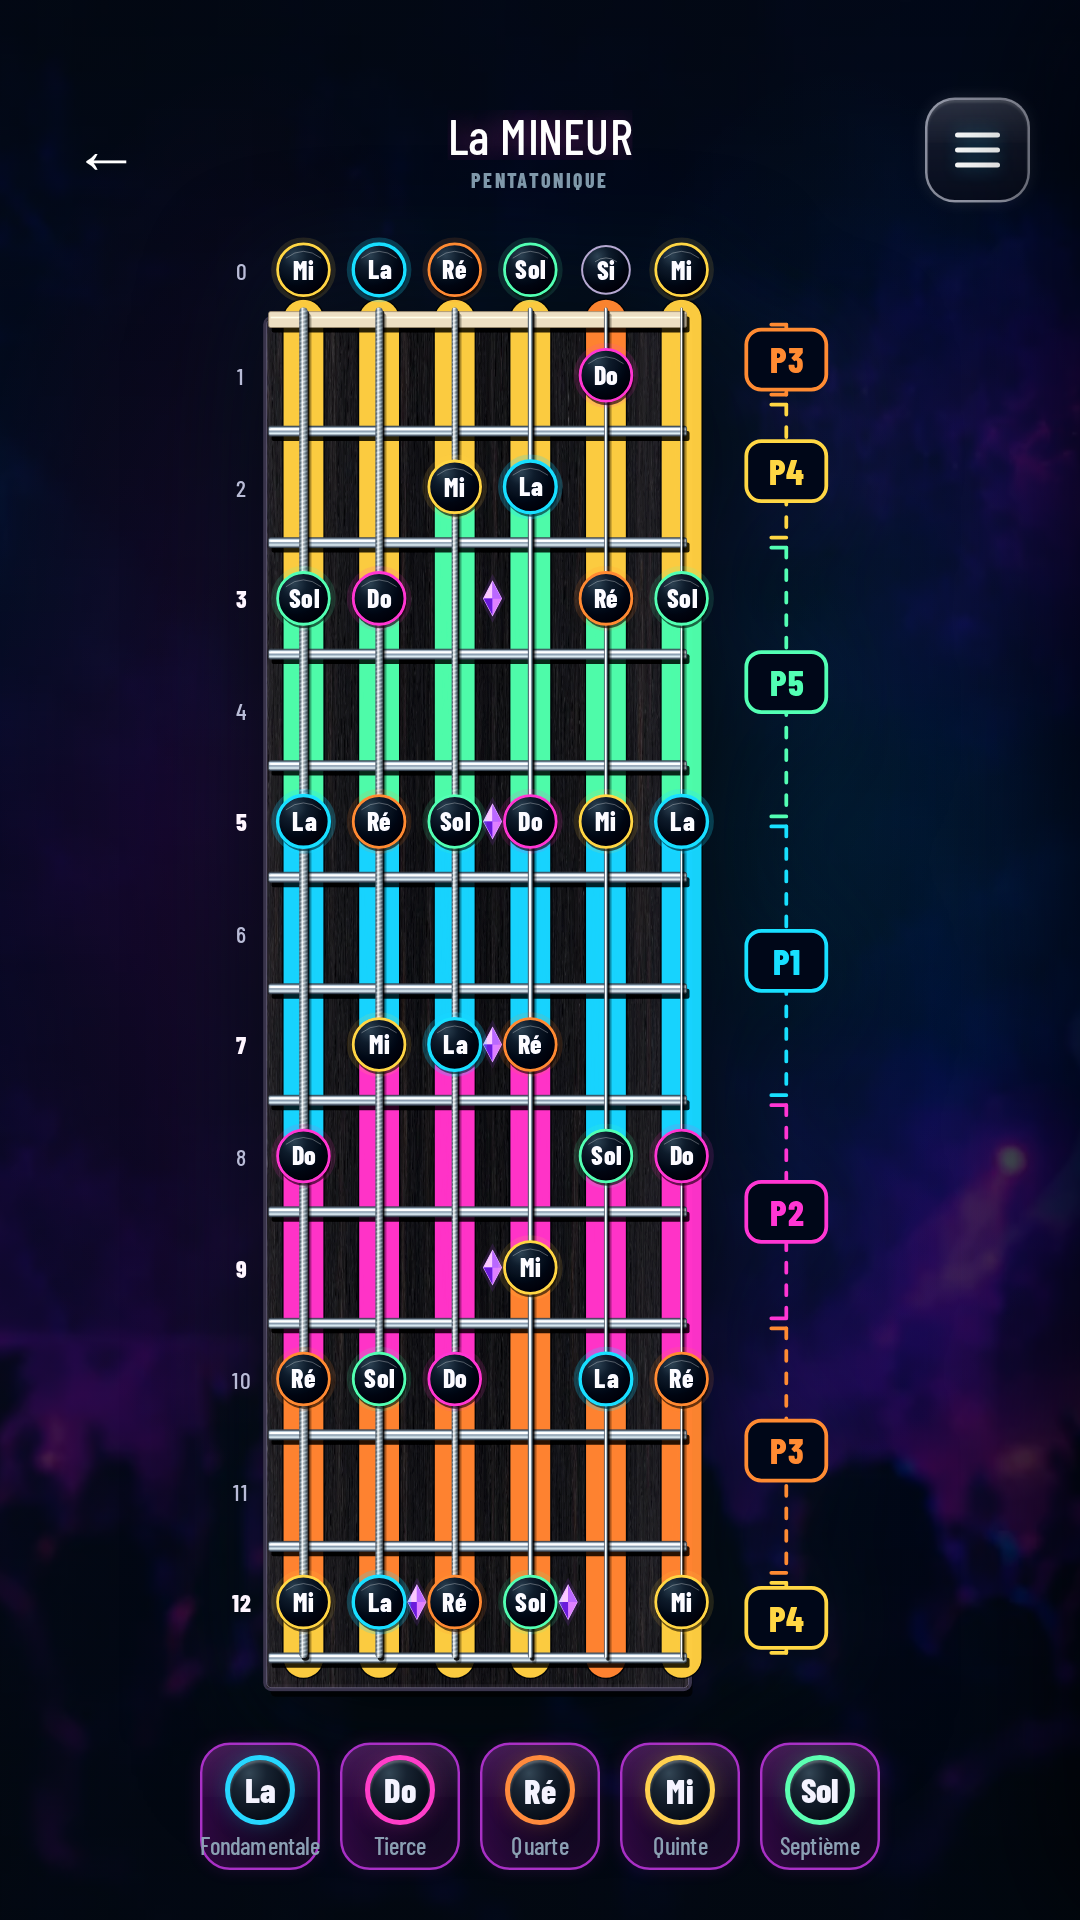 ←
La MINEUR
PENTATONIQUE
0 Mi La Ré Sol Si Mi
1 Do
P3
2 Mi La
P4
3 Sol Do Ré Sol
4
P5
5 La Ré Sol Do Mi La
6
P1
7 Mi La Ré
8 Do Sol Do
P2
9 Mi
10 Ré Sol Do La Ré
P3
11
12 Mi La Ré Sol Mi
P4
La Do Ré Mi Sol
Fondamentale Tierce Quarte Quinte Septième